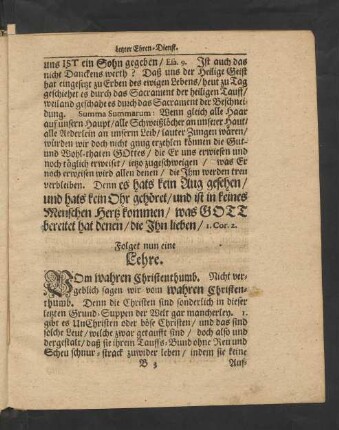 letzter Ehren-Dienst.
uns IST ein Sohn gegeben / Esa. 9. Ist auch das
nicht Danckens werth? Daß uns der Heilige Geist
hat eingesetzt zu Erben des ewigen Lebens / heut zu Tag
geschiehet es durch das Sacrament der heiligen Tauff /
weiland geschahe es durch das Sacrament der Beschnei-
dung. Summa Summarum: Wenn gleich alle Haar
auf unsern Haupt / alle Schweißlöcher an unserer Haut /
alle Aederlein an unserm Leib / lauter Zungen wären /
würden wir doch nicht gnug erzehlen können die Gut-
und Wohl-thaten GOttes / die Er uns erwiesen und
noch täglich erweiset / itzo zugeschweigen / was Er
noch erweisen wird allen denen / die Ihm werden treu
verbleiben. Denn es hats kein Aug gesehen /
und hats kein Ohr gehöret / und ist in keines
Menschen Hertz kommen / was GOTT
bereitet hat denen / die Ihn lieben / 1. Cor. 2.
Folget nun eine
Lehre.
VOm wahren Christenthumb. Nicht ver-
geblich sagen wir vom wahren Christen-
thumb. Denn die Christen sind sonderlich in dieser
letzten Grund-Suppen der Welt gar mancherley. 1.
gibt es UnChristen oder böse Christen / und das sind
solche Leut / welche zwar getaufft sind / doch also und
dergestalt / daß sie ihrem Tauffs-Bund ohne Reu und
Scheu schnur-strack zuwider leben / indem sie keine
B 3 Auf-